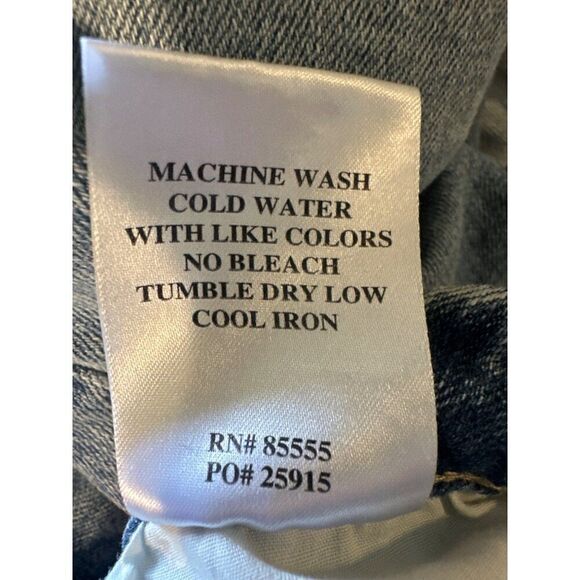 MACHINE WASH
COLD WATER
WITH LIKE COLORS
NO BLEACH
TUMBLE DRY LOW
COOL IRON
RN# 85555
PO# 25915